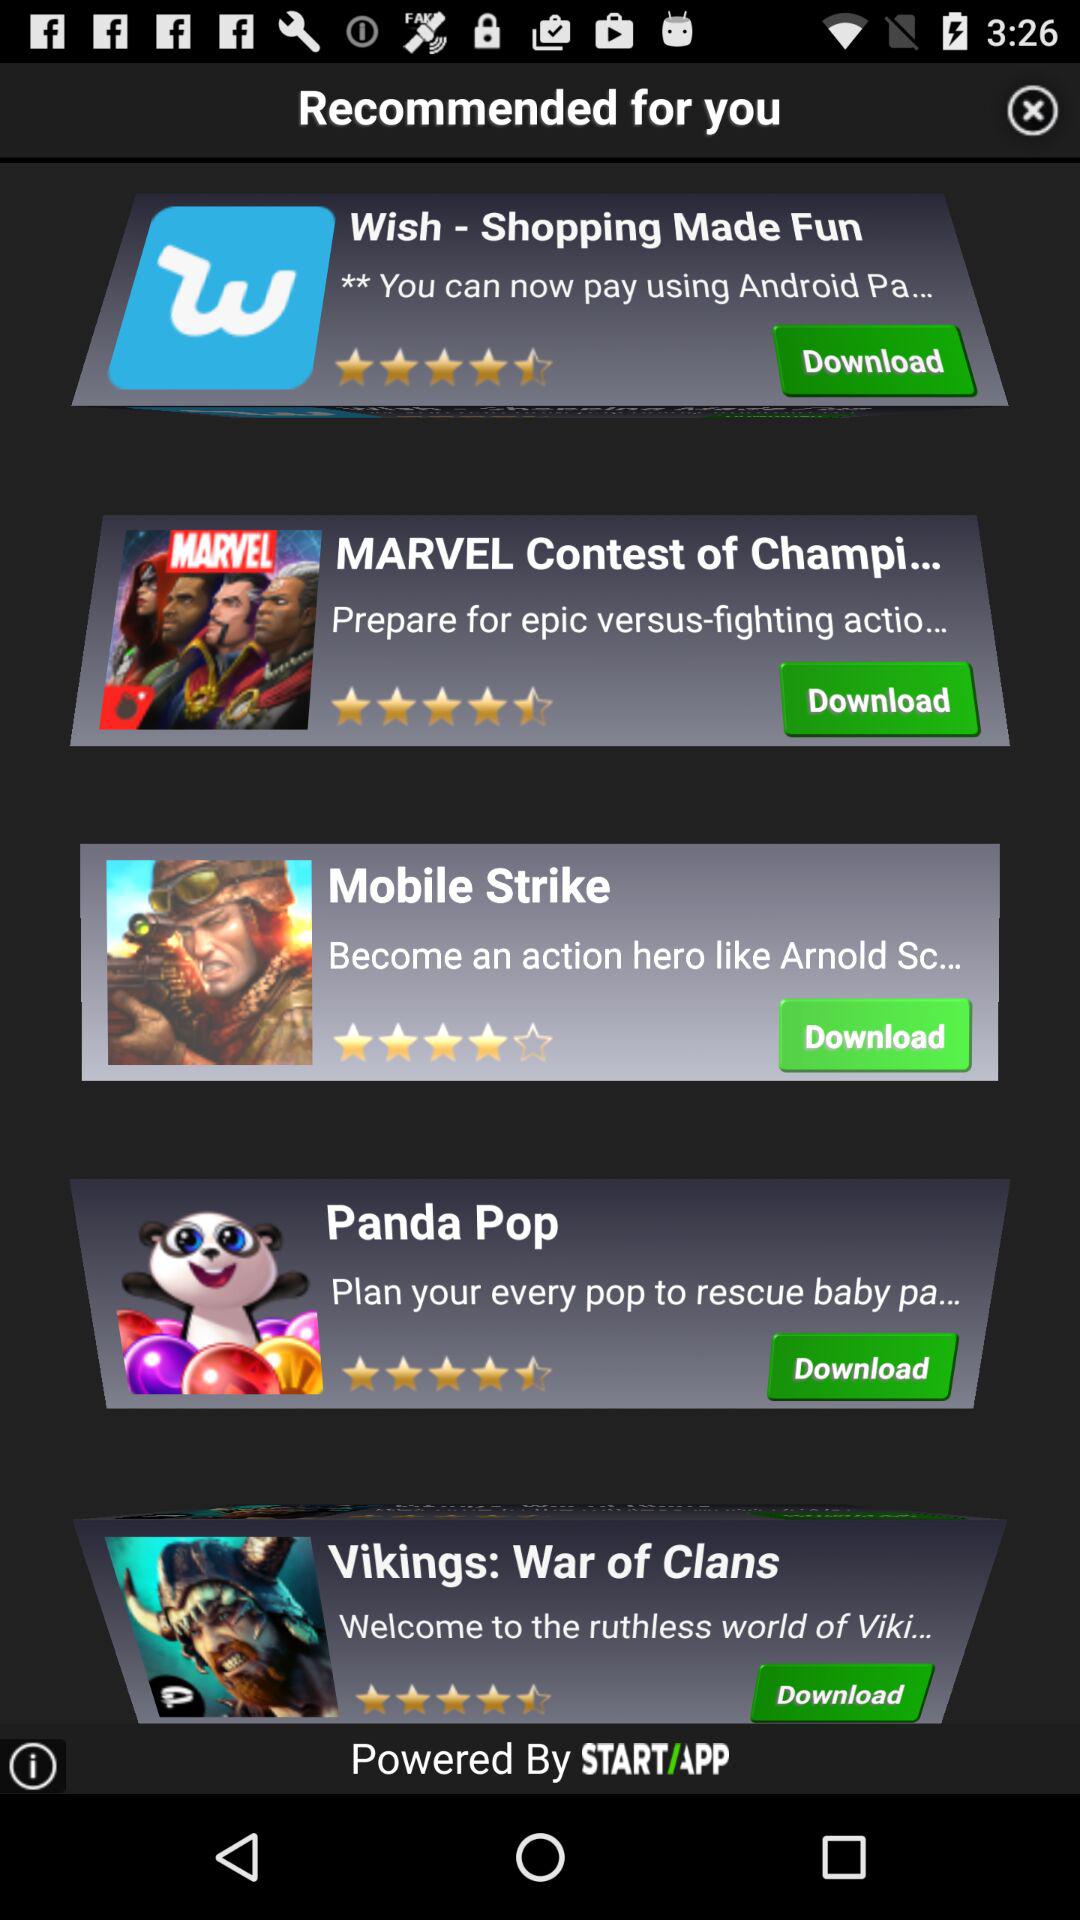 FAKE
3:26
Recommended for you
Wish - Shopping Made Fun
** You can now pay using Android Pa...
Download
MARVEL
MARVEL Contest of Champi...
Prepare for epic versus-fighting actio...
Download
Mobile Strike
Become an action hero like Arnold Sc...
Download
Panda Pop
Plan your every pop to rescue baby pa...
Download
Vikings: War of Clans
Welcome to the ruthless world of Viki...
Download
Powered By START/APP